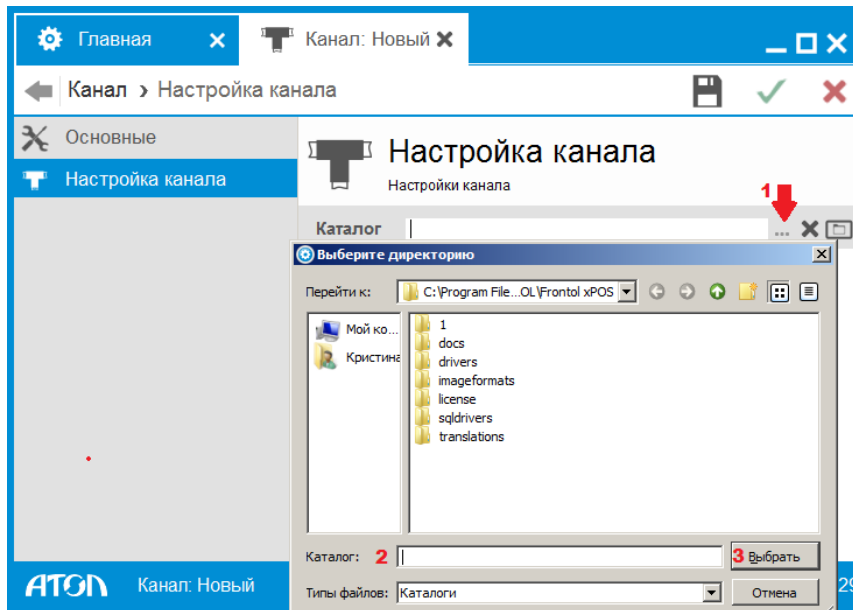 Главная
Канал: Новый
Канал › Настройка канала
Основные
Настройка канала
Настройка канала
Настройки канала
1
Каталог
...
Выберите директорию
Перейти к:
C:\Program File...OL\Frontol xPOS
Мой ко...
Кристина
1
docs
drivers
imageformats
license
sqldrivers
translations
Каталог:
2
3
Выбрать
Типы файлов:
Каталоги
Отмена
АТОЛ
Канал: Новый
29